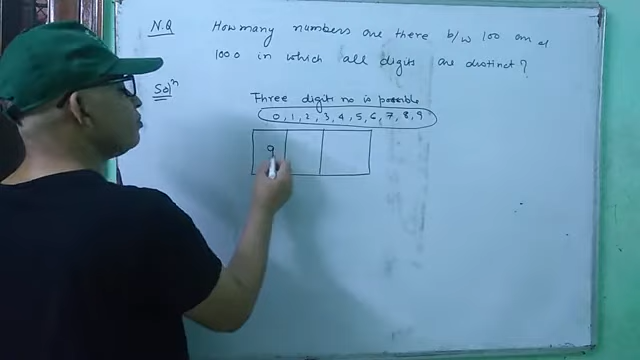 N.Q How many numbers are there b/w 100 and
1000 in which all digits are distinct?
Solⁿ
Three digits no is possible
0, 1, 2, 3, 4, 5, 6, 7, 8, 9
9